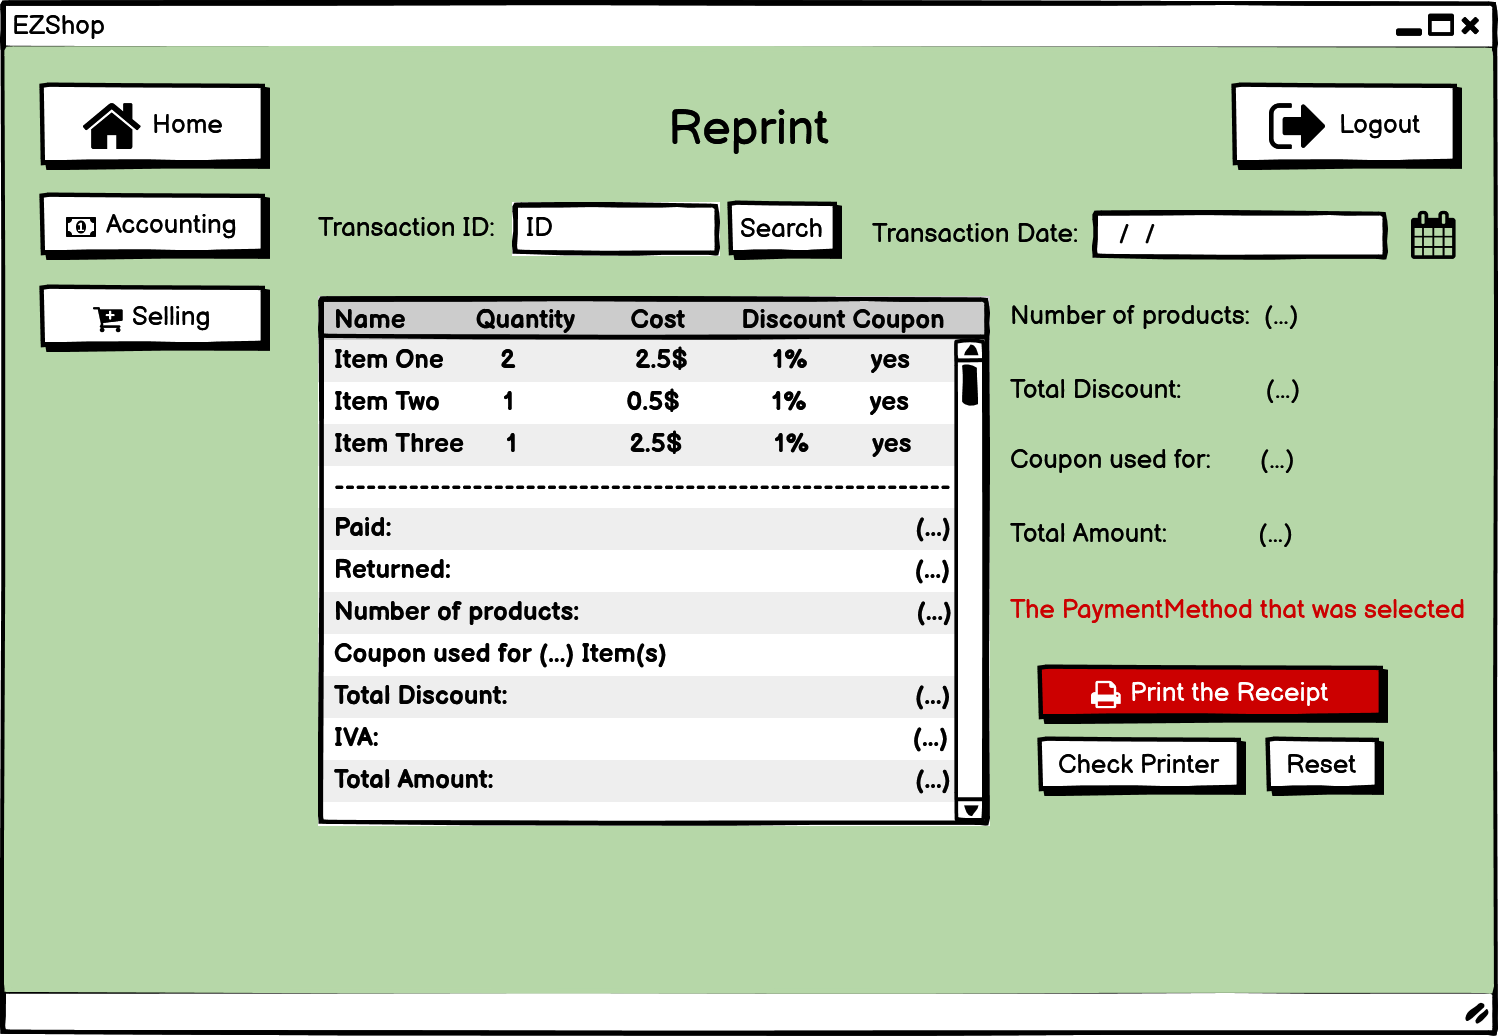 EZShop
Home
Reprint
Logout
Accounting
Transaction ID: ID Search Transaction Date: / /
Selling
Name Quantity Cost Discount Coupon
Item One 2 2.5$ 1% yes
Item Two 1 0.5$ 1% yes
Item Three 1 2.5$ 1% yes
----------------------------------------------------------
Paid: (...)
Returned: (...)
Number of products: (...)
Coupon used for (...) Item(s)
Total Discount: (...)
IVA: (...)
Total Amount: (...)
Number of products: (...)
Total Discount: (...)
Coupon used for: (...)
Total Amount: (...)
The PaymentMethod that was selected
Print the Receipt
Check Printer Reset